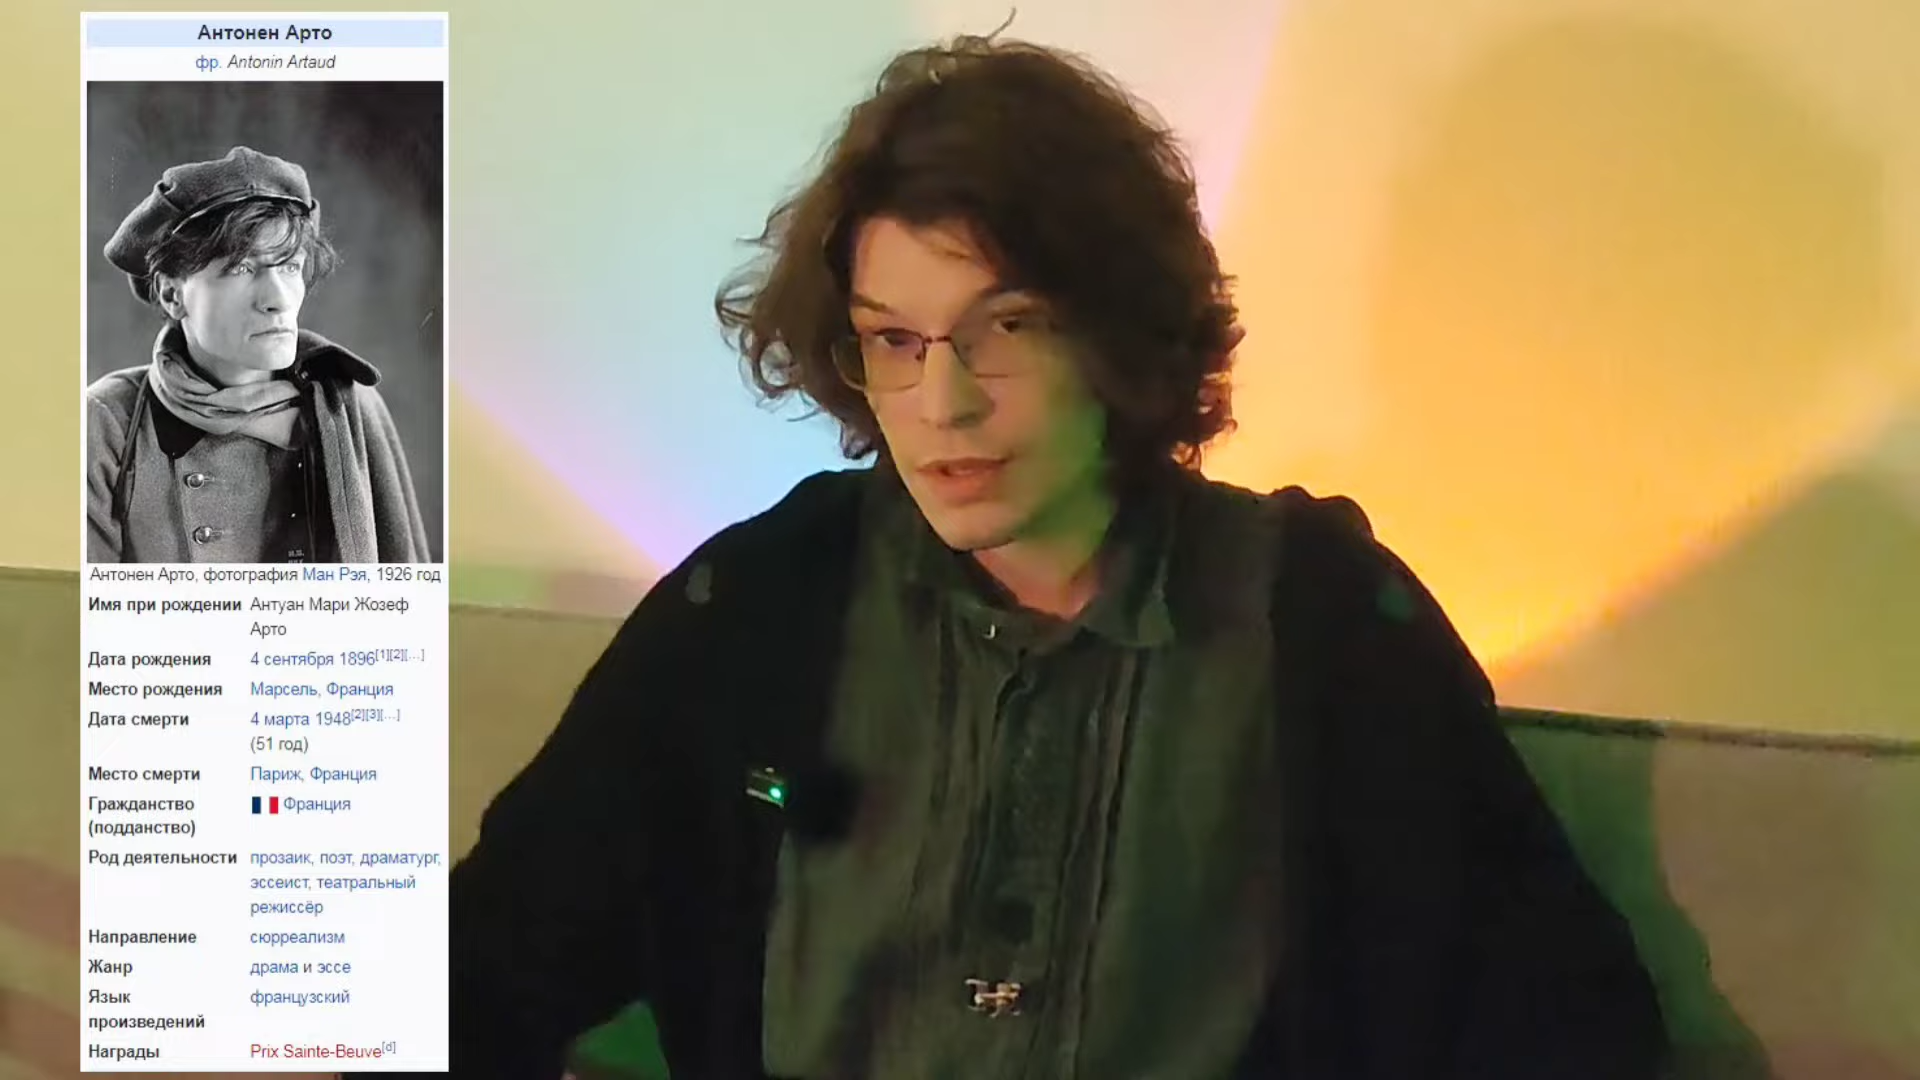 Антонен Арто
фр. Antonin Artaud
Антонен Арто, фотография Ман Рэя, 1926 год
Имя при рождении Антуан Мари Жозеф
Арто
Дата рождения 4 сентября 1896[1][2][…]
Место рождения Марсель, Франция
Дата смерти 4 марта 1948[2][3][…]
(51 год)
Место смерти Париж, Франция
Гражданство Франция
(подданство)
Род деятельности прозаик, поэт, драматург,
эссеист, театральный
режиссёр
Направление сюрреализм
Жанр драма и эссе
Язык французский
произведений
Награды Prix Sainte-Beuve[d]